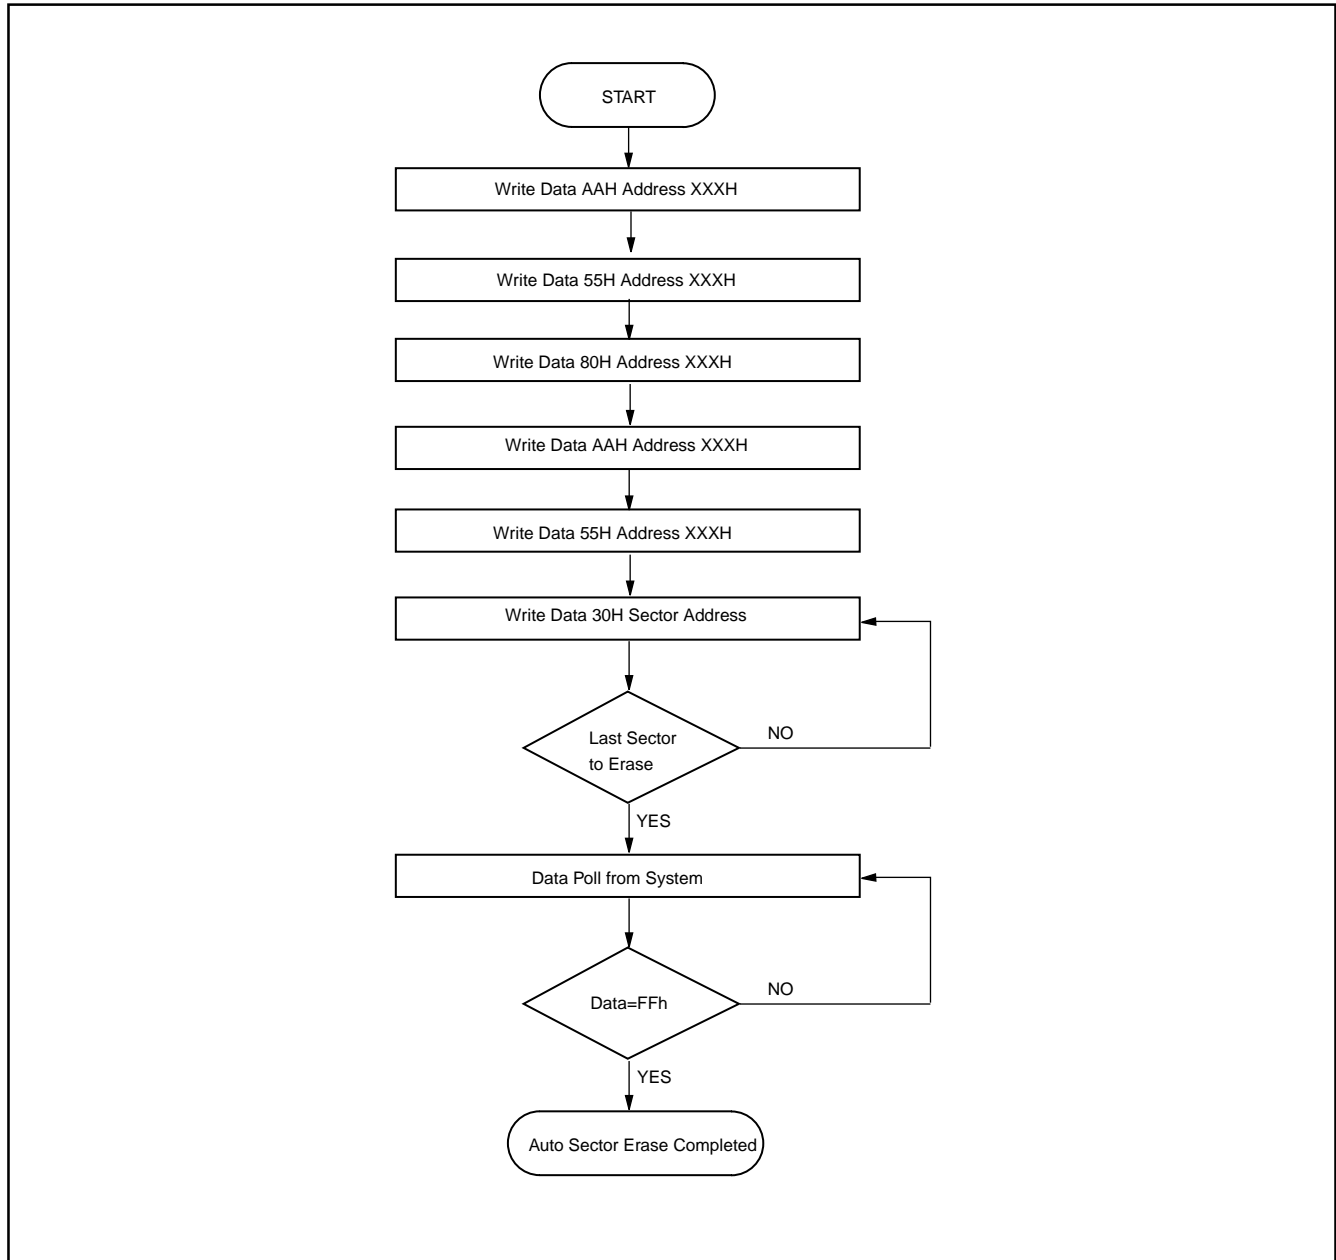 START
Write Data AAH Address XXXH
Write Data 55H Address XXXH
Write Data 80H Address XXXH
Write Data AAH Address XXXH
Write Data 55H Address XXXH
Write Data 30H Sector Address
Last Sector
to Erase
NO
YES
Data Poll from System
Data=FFh
NO
YES
Auto Sector Erase Completed